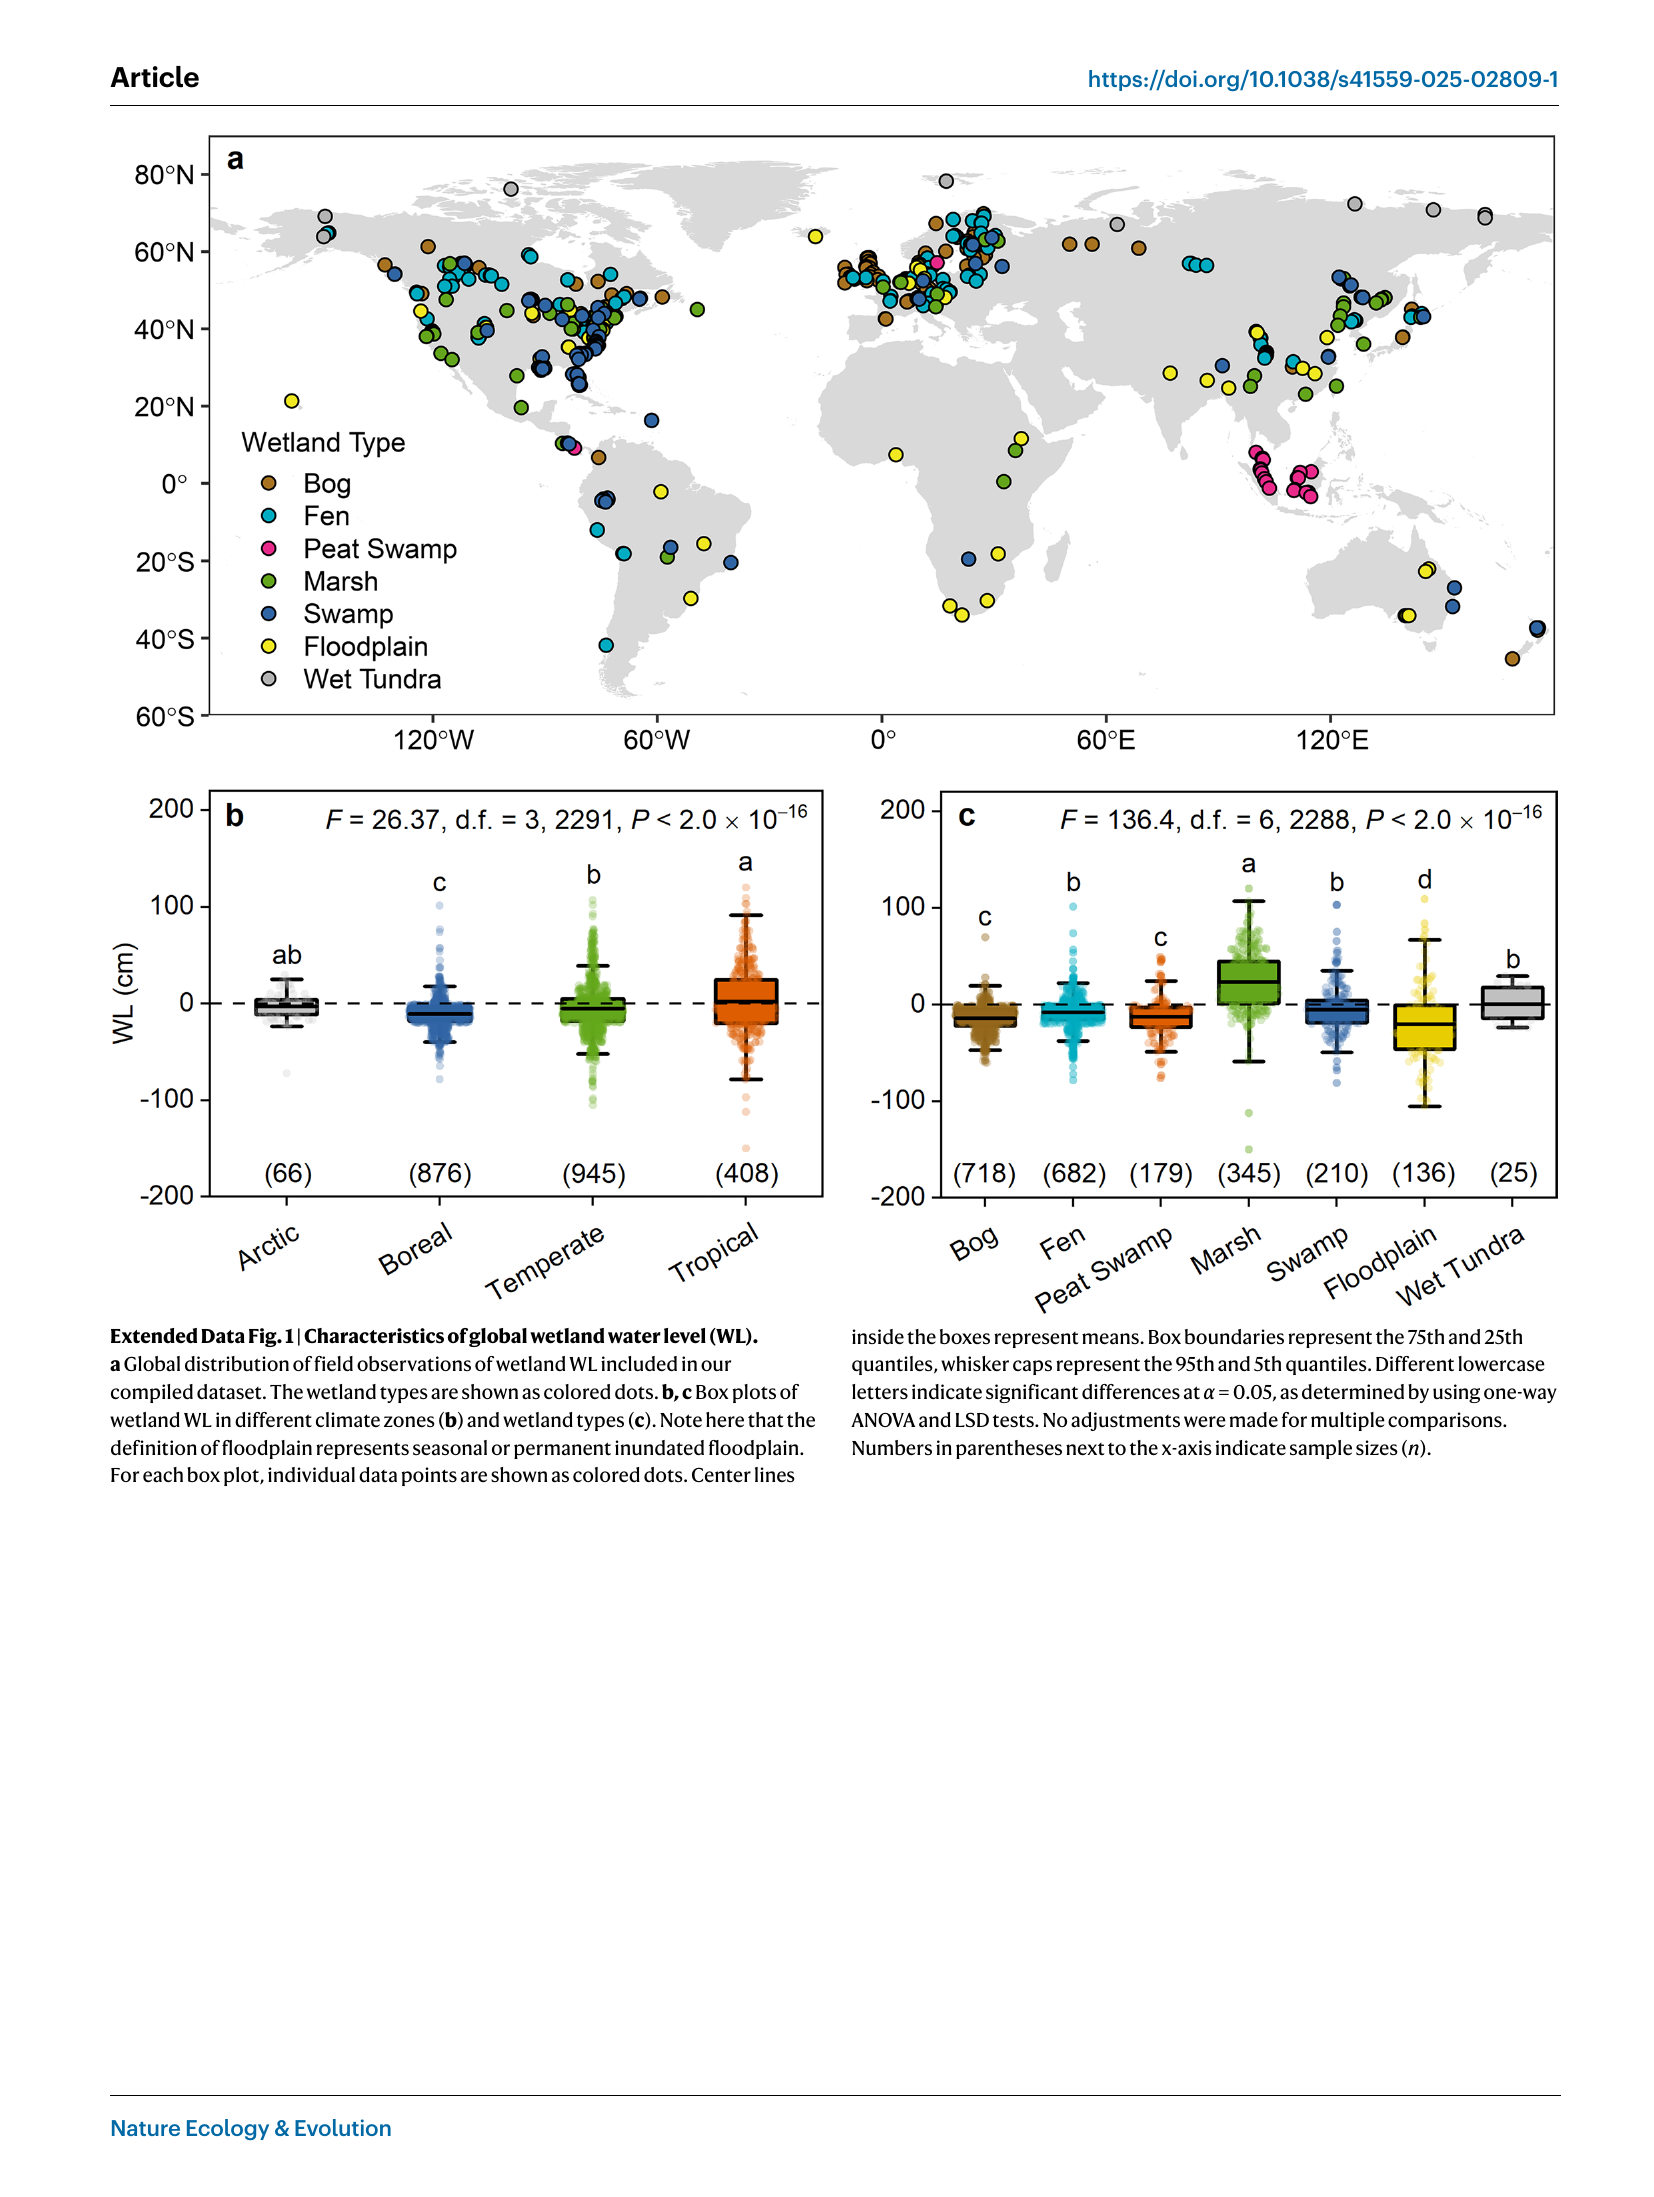 Article
https://doi.org/10.1038/s41559-025-02809-1
a
80°N
60°N
40°N
20°N
0°
20°S
40°S
60°S
Wetland Type
Bog
Fen
Peat Swamp
Marsh
Swamp
Floodplain
Wet Tundra
120°W 60°W 0° 60°E 120°E
b
F = 26.37, d.f. = 3, 2291, P < 2.0 × 10–16
WL (cm)
200
100
0
-100
-200
ab c b a
(66) (876) (945) (408)
Arctic Boreal Temperate Tropical
c
F = 136.4, d.f. = 6, 2288, P < 2.0 × 10–16
200
100
0
-100
-200
c b c a b d b
(718) (682) (179) (345) (210) (136) (25)
Bog Fen Peat Swamp Marsh Swamp Floodplain Wet Tundra
Extended Data Fig. 1 | Characteristics of global wetland water level (WL).
a Global distribution of field observations of wetland WL included in our
compiled dataset. The wetland types are shown as colored dots. b, c Box plots of
wetland WL in different climate zones (b) and wetland types (c). Note here that the
definition of floodplain represents seasonal or permanent inundated floodplain.
For each box plot, individual data points are shown as colored dots. Center lines
inside the boxes represent means. Box boundaries represent the 75th and 25th
quantiles, whisker caps represent the 95th and 5th quantiles. Different lowercase
letters indicate significant differences at α = 0.05, as determined by using one-way
ANOVA and LSD tests. No adjustments were made for multiple comparisons.
Numbers in parentheses next to the x-axis indicate sample sizes (n).
Nature Ecology & Evolution